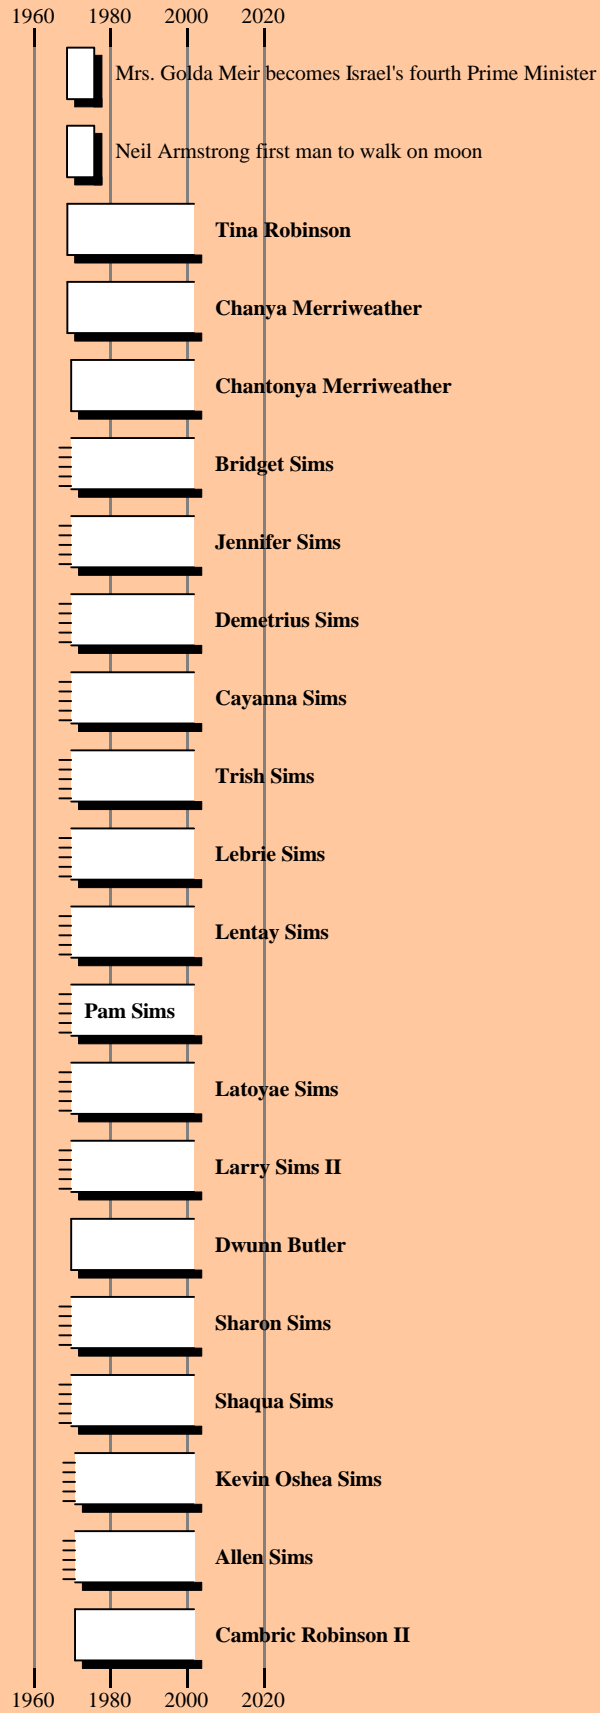 1960 1980 2000 2020
Mrs. Golda Meir becomes Israel's fourth Prime Minister
Neil Armstrong first man to walk on moon
Tina Robinson
Chanya Merriweather
Chantonya Merriweather
Bridget Sims
Jennifer Sims
Demetrius Sims
Cayanna Sims
Trish Sims
Lebrie Sims
Lentay Sims
Pam Sims
Latoyae Sims
Larry Sims II
Dwunn Butler
Sharon Sims
Shaqua Sims
Kevin Oshea Sims
Allen Sims
Cambric Robinson II
1960 1980 2000 2020